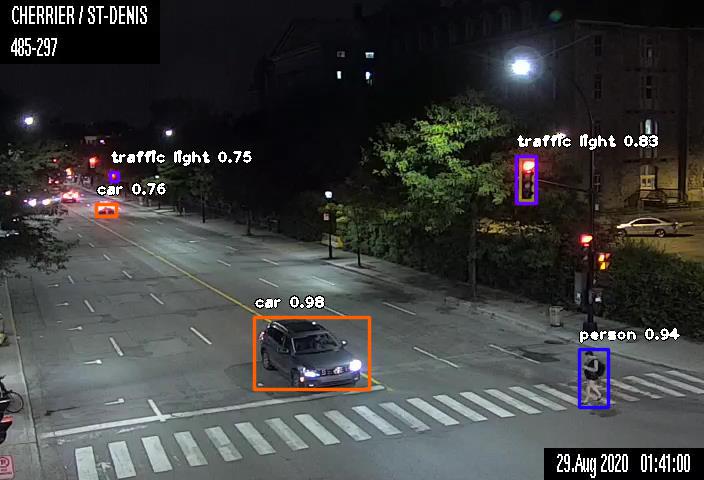 CHERRIER / ST-DENIS
485-297
traffic light 0.75
traffic light 0.83
car 0.76
car 0.98
person 0.94
29.Aug 2020 01:41:00